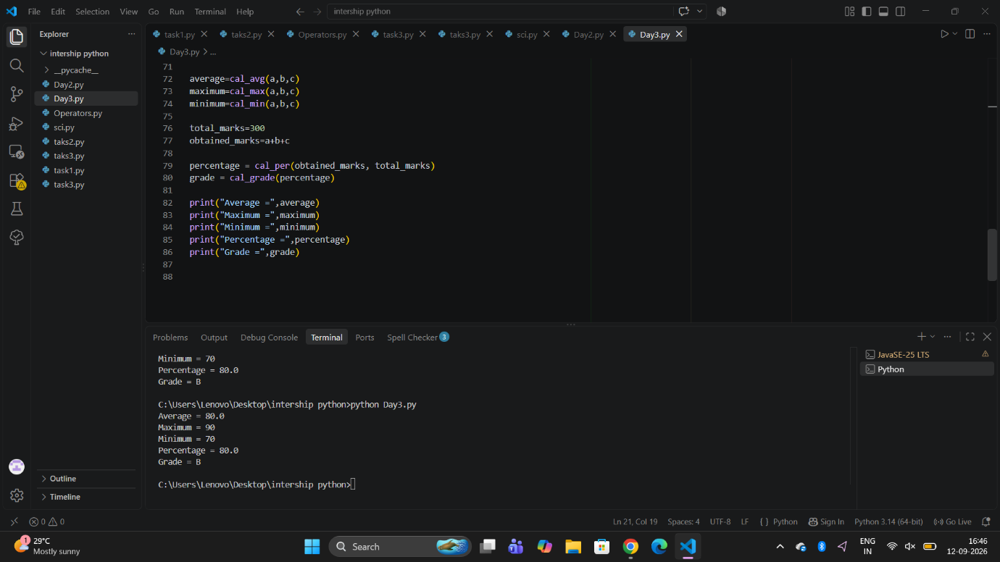 File Edit Selection View Go Run Terminal Help
intership python
Explorer
intership python
__pycache__
Day2.py
Day3.py
Operators.py
sci.py
taks2.py
taks3.py
task1.py
task3.py
Outline
Timeline
task1.py taks2.py Operators.py task3.py taks3.py sci.py Day2.py Day3.py
Day3.py > ...
71
72 average=cal_avg(a,b,c)
73 maximum=cal_max(a,b,c)
74 minimum=cal_min(a,b,c)
75
76 total_marks=300
77 obtained_marks=a+b+c
78
79 percentage = cal_per(obtained_marks, total_marks)
80 grade = cal_grade(percentage)
81
82 print("Average =",average)
83 print("Maximum =",maximum)
84 print("Minimum =",minimum)
85 print("Percentage =",percentage)
86 print("Grade =",grade)
87
88
Problems Output Debug Console Terminal Ports Spell Checker 3
Minimum = 70
Percentage = 80.0
Grade = B
C:\Users\Lenovo\Desktop\intership python>python Day3.py
Average = 80.0
Maximum = 90
Minimum = 70
Percentage = 80.0
Grade = B
C:\Users\Lenovo\Desktop\intership python>
JavaSE-25 LTS
Python
0 0
Ln 21, Col 19 Spaces: 4 UTF-8 LF { } Python Sign In Python 3.14 (64-bit) Go Live
1
29°C
Mostly sunny
Search
ENG
IN
16:46
12-09-2026